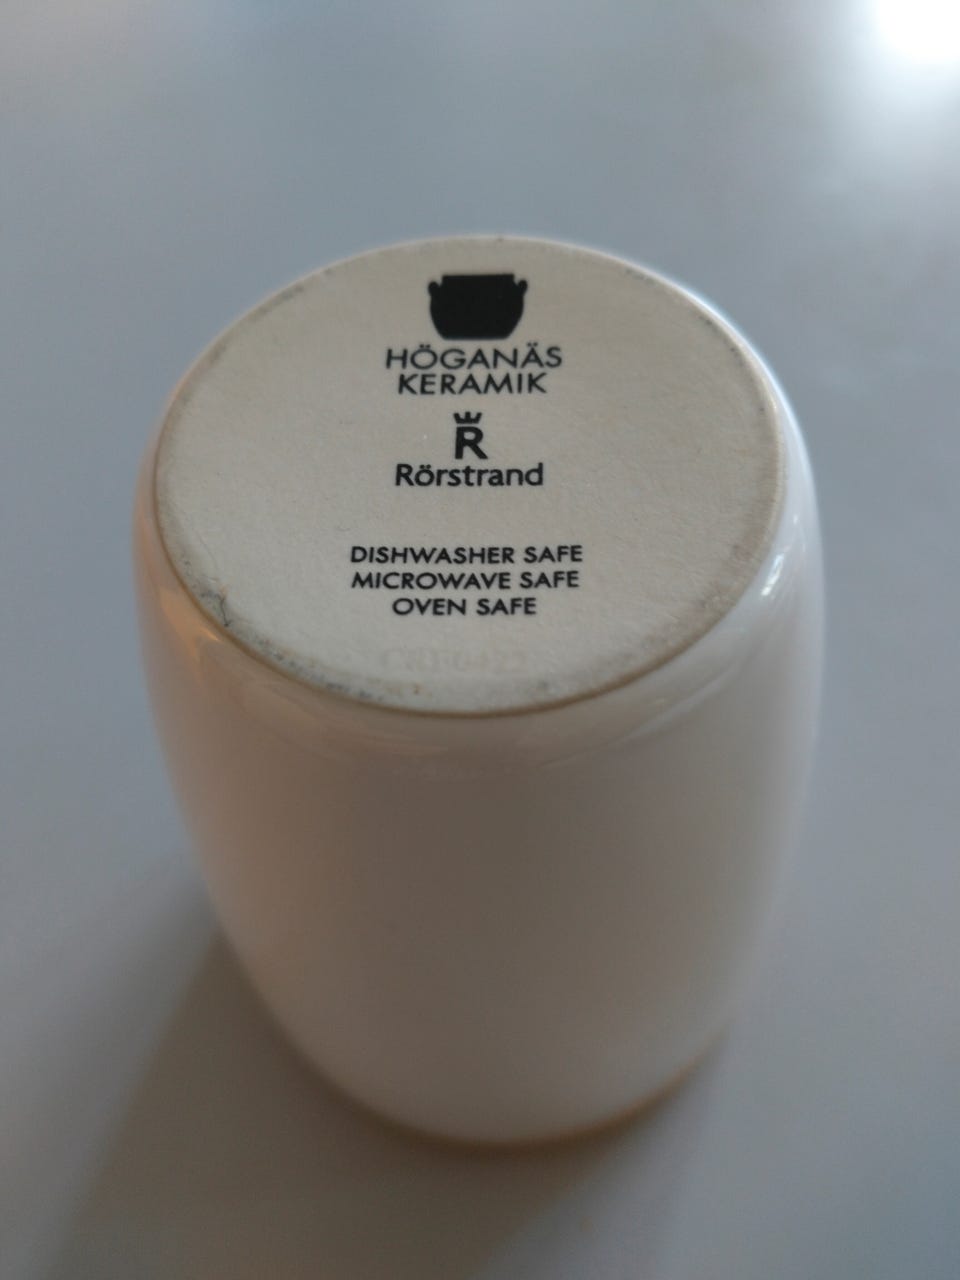 HÖGANÄS
KERAMIK
R
Rörstrand
DISHWASHER SAFE
MICROWAVE SAFE
OVEN SAFE